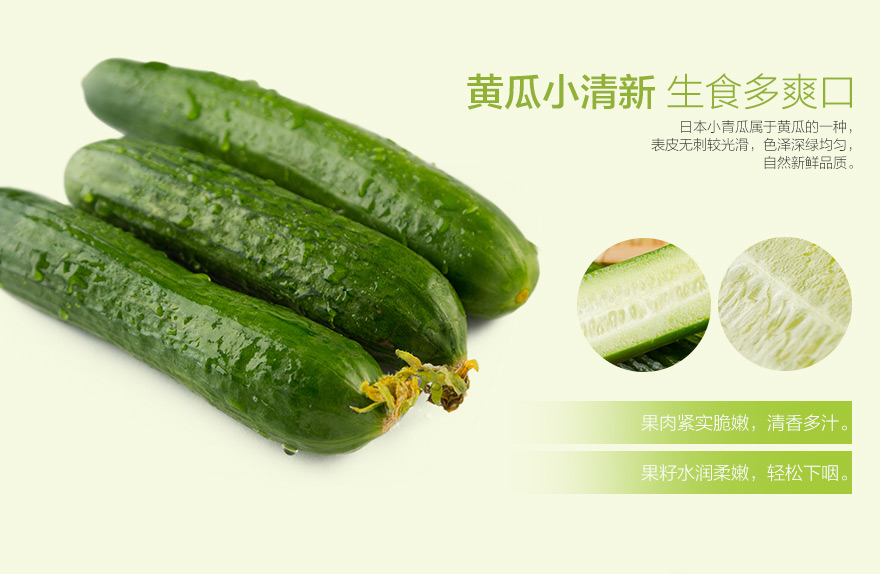 黄瓜小清新 生食多爽口
日本小青瓜属于黄瓜的一种，
表皮无刺较光滑，色泽深绿均匀，
自然新鲜品质。
果肉紧实脆嫩，清香多汁。
果籽水润柔嫩，轻松下咽。